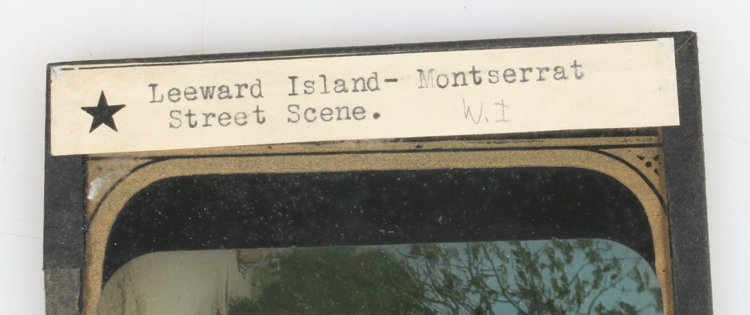 Leeward Island- Montserrat
Street Scene.
W.I